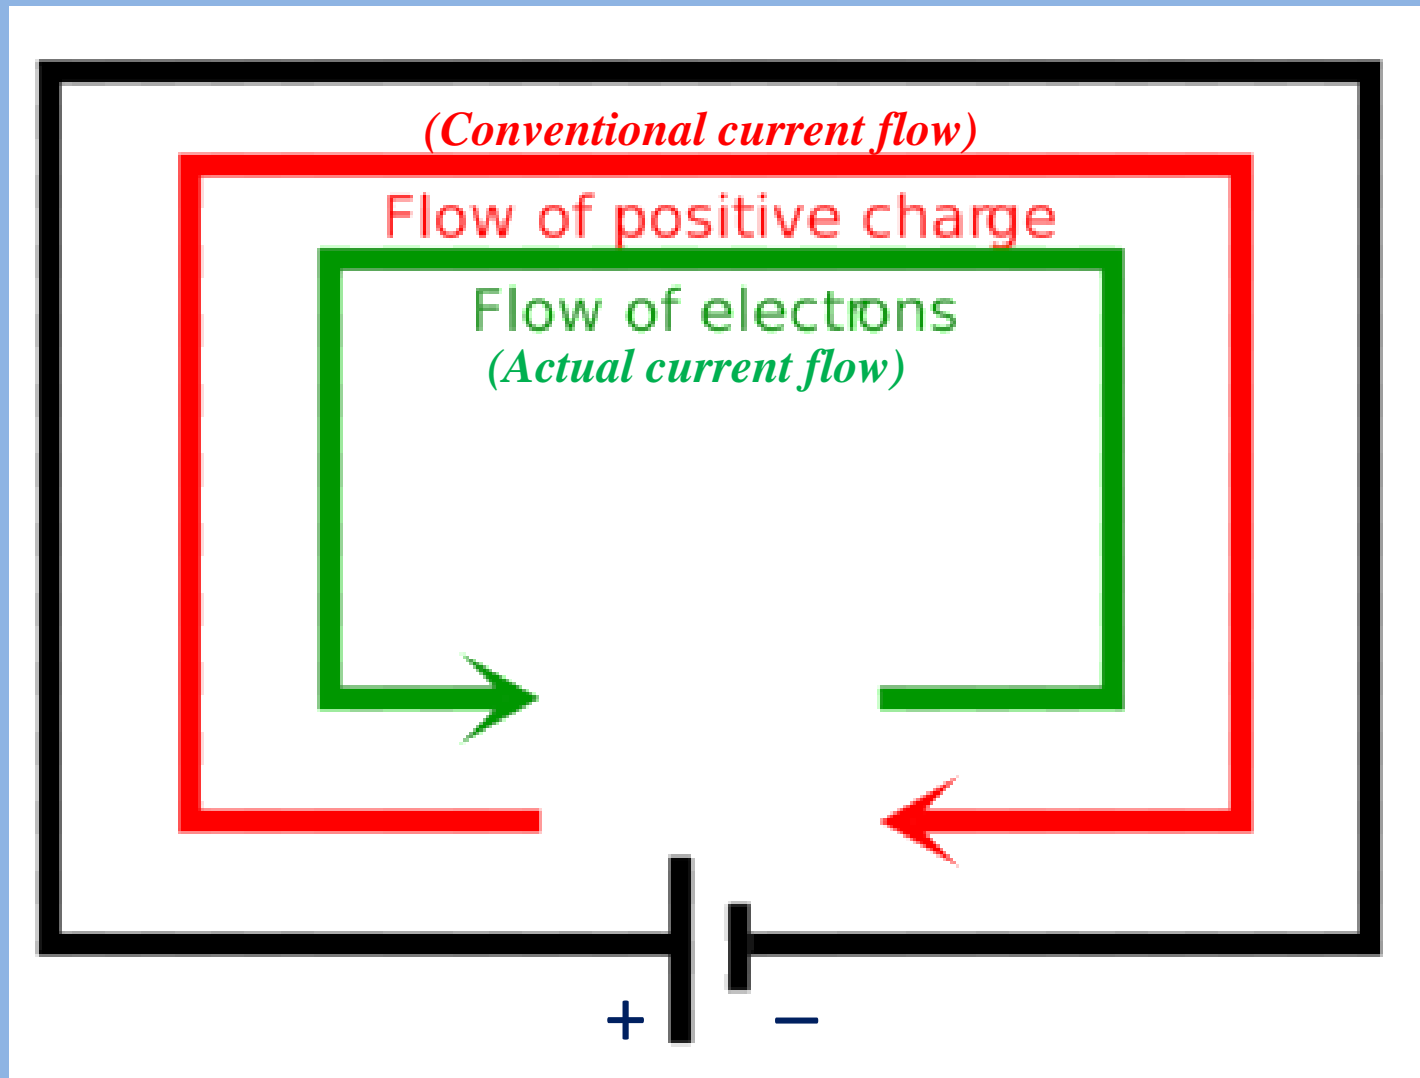 (Conventional current flow)
Flow of positive charge
Flow of electrons
(Actual current flow)
+ −